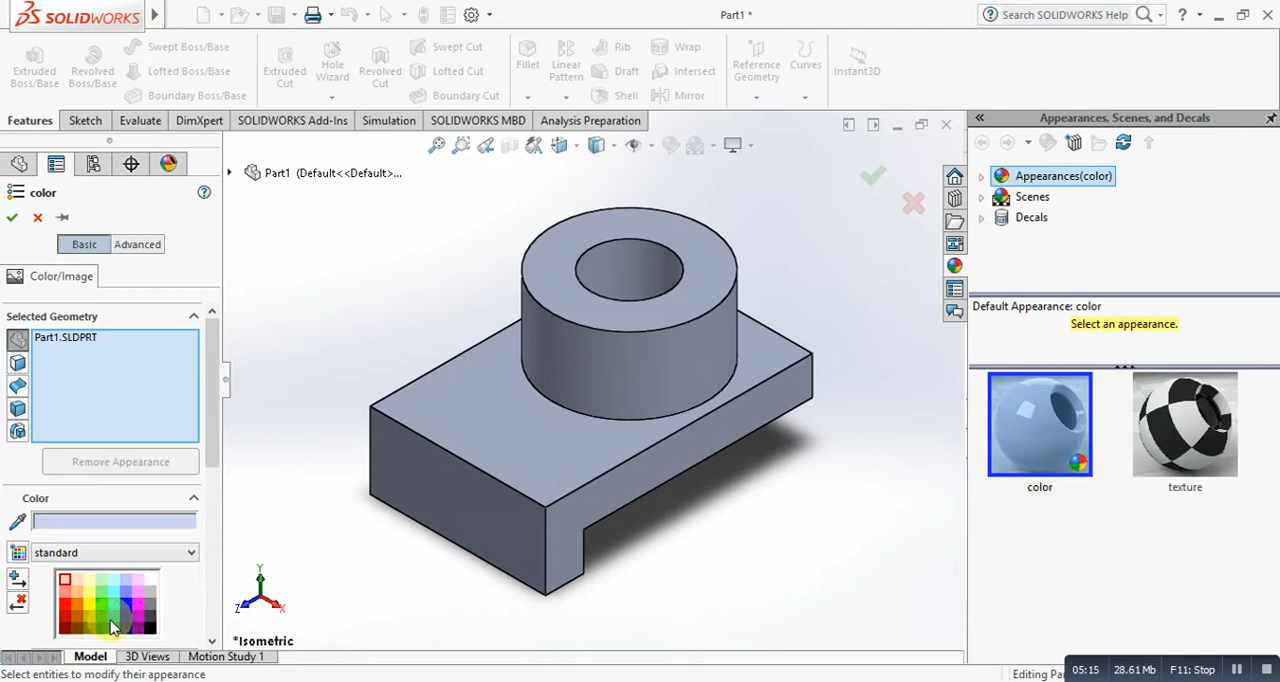 SOLIDWORKS
Part1 *
Search SOLIDWORKS Help
Extruded Boss/Base
Revolved Boss/Base
Swept Boss/Base
Lofted Boss/Base
Boundary Boss/Base
Extruded Cut
Hole Wizard
Revolved Cut
Swept Cut
Lofted Cut
Boundary Cut
Fillet
Linear Pattern
Rib
Draft
Shell
Wrap
Intersect
Mirror
Reference Geometry
Curves
Instant3D
Features
Sketch
Evaluate
DimXpert
SOLIDWORKS Add-Ins
Simulation
SOLIDWORKS MBD
Analysis Preparation
color
Basic
Advanced
Color/Image
Selected Geometry
Part1.SLDPRT
Remove Appearance
Color
standard
Part1 (Default<<Default>...
Y
Z
X
*Isometric
Appearances, Scenes, and Decals
Appearances(color)
Scenes
Decals
Default Appearance: color
Select an appearance.
color
texture
Model
3D Views
Motion Study 1
Select entities to modify their appearance
Editing Pa
05:15
28.61Mb
F11: Stop